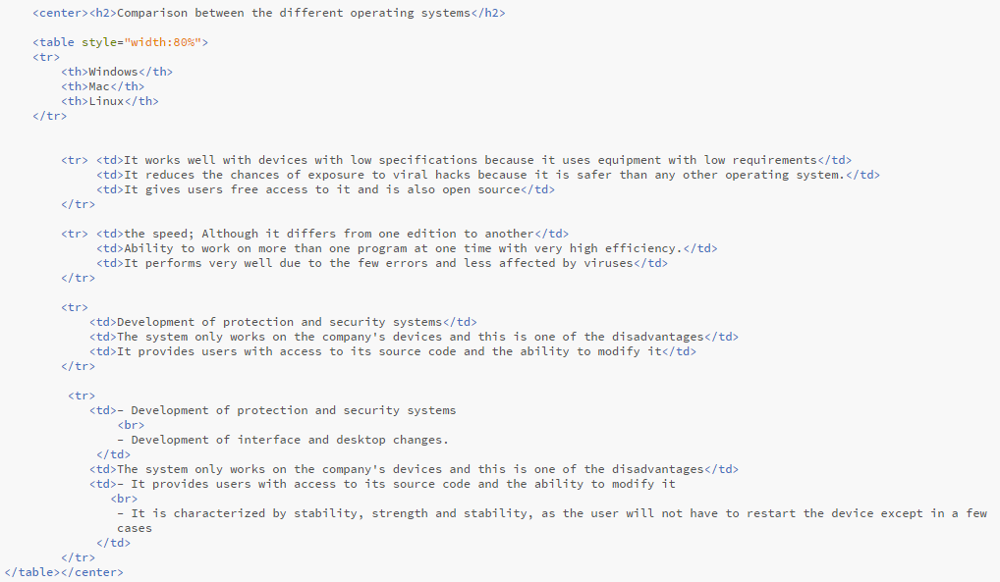 <center><h2>Comparison between the different operating systems</h2>
<table style="width:80%">
<tr>
<th>Windows</th>
<th>Mac</th>
<th>Linux</th>
</tr>
<tr> <td>It works well with devices with low specifications because it uses equipment with low requirements</td>
<td>It reduces the chances of exposure to viral hacks because it is safer than any other operating system.</td>
<td>It gives users free access to it and is also open source</td>
</tr>
<tr> <td>the speed; Although it differs from one edition to another</td>
<td>Ability to work on more than one program at one time with very high efficiency.</td>
<td>It performs very well due to the few errors and less affected by viruses</td>
</tr>
<tr>
<td>Development of protection and security systems</td>
<td>The system only works on the company's devices and this is one of the disadvantages</td>
<td>It provides users with access to its source code and the ability to modify it</td>
</tr>
<tr>
<td>- Development of protection and security systems
<br>
- Development of interface and desktop changes.
</td>
<td>The system only works on the company's devices and this is one of the disadvantages</td>
<td>- It provides users with access to its source code and the ability to modify it
<br>
- It is characterized by stability, strength and stability, as the user will not have to restart the device except in a few
cases
</td>
</tr>
</table></center>